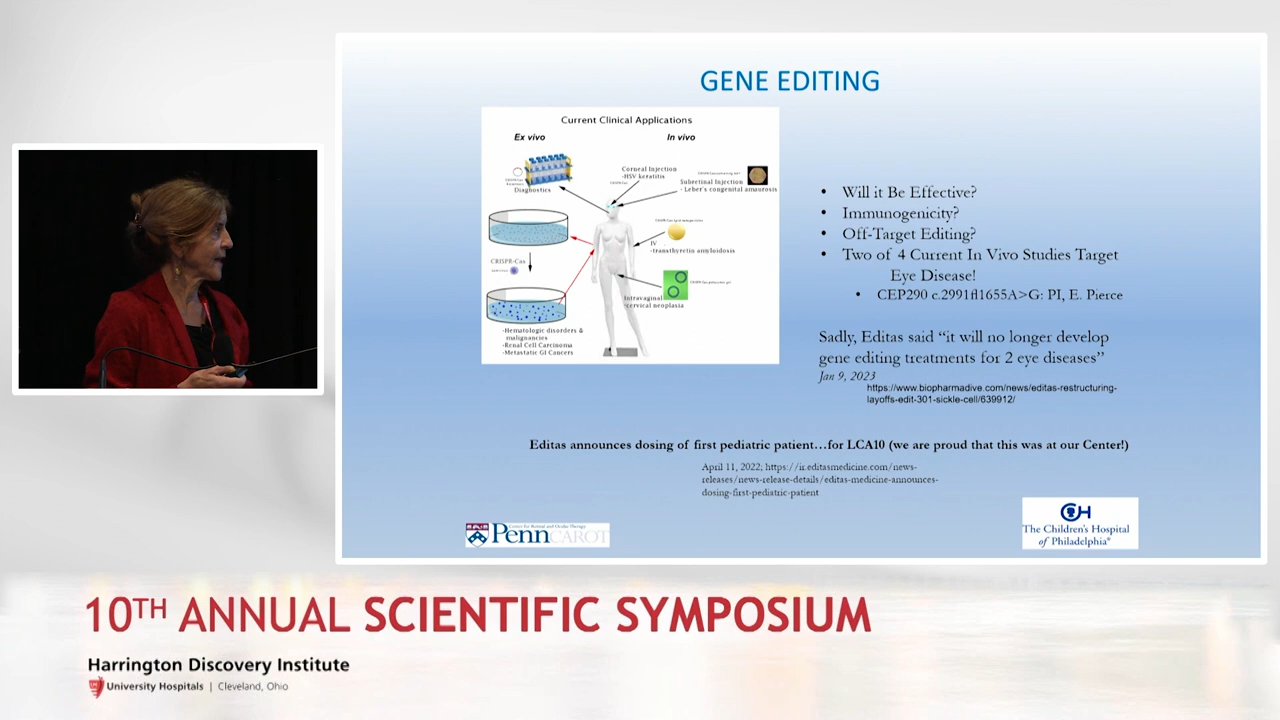 GENE EDITING
Current Clinical Applications
Ex vivo
In vivo
Corneal Injection
-HSV keratitis
Subretinal Injection
- Leber's congenital amaurosis
Diagnostics
IV
-transthyretin amyloidosis
CRISPR-Cas
Intravaginal
-cervical neoplasia
-Hematologic disorders &
malignancies
-Renal Cell Carcinoma
-Metastatic GI Cancers
• Will it Be Effective?
• Immunogenicity?
• Off-Target Editing?
• Two of 4 Current In Vivo Studies Target
Eye Disease!
• CEP290 c.2991fl1655A>G: PI, E. Pierce
Sadly, Editas said “it will no longer develop
gene editing treatments for 2 eye diseases”
Jan 9, 2023
https://www.biopharmadive.com/news/editas-restructuring-
layoffs-edit-301-sickle-cell/639912/
Editas announces dosing of first pediatric patient…for LCA10 (we are proud that this was at our Center!)
April 11, 2022; https://ir.editasmedicine.com/news-
releases/news-release-details/editas-medicine-announces-
dosing-first-pediatric-patient
Center for Retinal and Ocular Therapy
Penn CAROT
CH
The Children's Hospital
of Philadelphia®
10TH ANNUAL SCIENTIFIC SYMPOSIUM
Harrington Discovery Institute
University Hospitals | Cleveland, Ohio